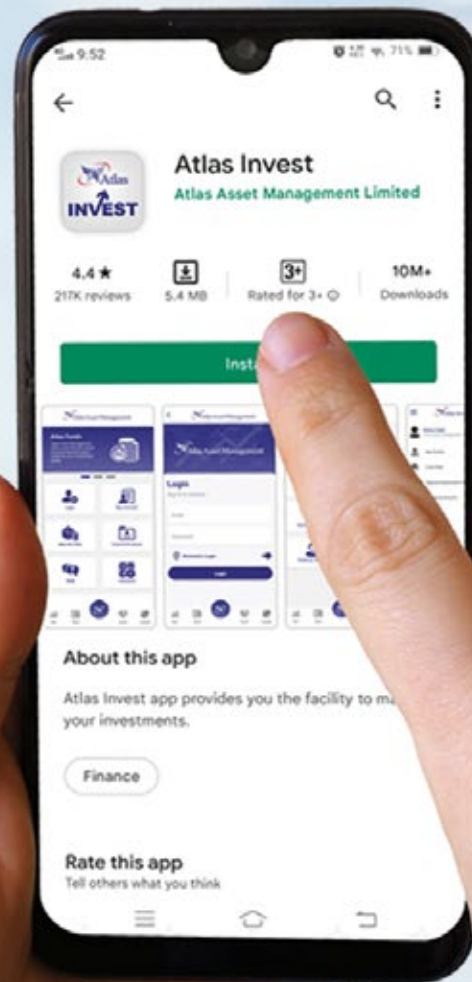 9:52
71%
Atlas Invest
Atlas Asset Management Limited
Atlas
INVEST
4.4 ★
217K reviews
5.4 MB
3+
Rated for 3+
10M+
Downloads
Atlas Asset Management
Login
Login
About this app
Atlas Invest app provides you the facility to
your investments.
Finance
Rate this app
Tell others what you think